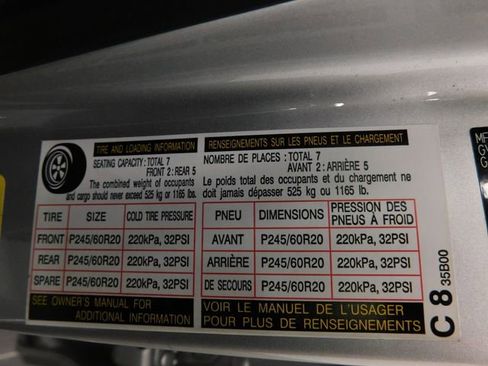 TIRE AND LOADING INFORMATION
SEATING CAPACITY: TOTAL 7
FRONT 2: REAR 5
The combined weight of occupants
and cargo should never exceed 525 kg or 1165 lbs.
TIRE SIZE COLD TIRE PRESSURE
FRONT P245/60R20 220kPa, 32PSI
REAR P245/60R20 220kPa, 32PSI
SPARE P245/60R20 220kPa, 32PSI
SEE OWNER'S MANUAL FOR
ADDITIONAL INFORMATION
RENSEIGNEMENTS SUR LES PNEUS ET LE CHARGEMENT
NOMBRE DE PLACES: TOTAL 7
AVANT 2: ARRIÈRE 5
Le poids total des occupants et du chargement ne
doit jamais dépasser 525 kg ou 1165 lb.
PNEU DIMENSIONS PRESSION DES
PNEUS À FROID
AVANT P245/60R20 220kPa, 32PSI
ARRIÈRE P245/60R20 220kPa, 32PSI
DE SECOURS P245/60R20 220kPa, 32PSI
VOIR LE MANUEL DE L'USAGER
POUR PLUS DE RENSEIGNEMENTS
C 8 35B00